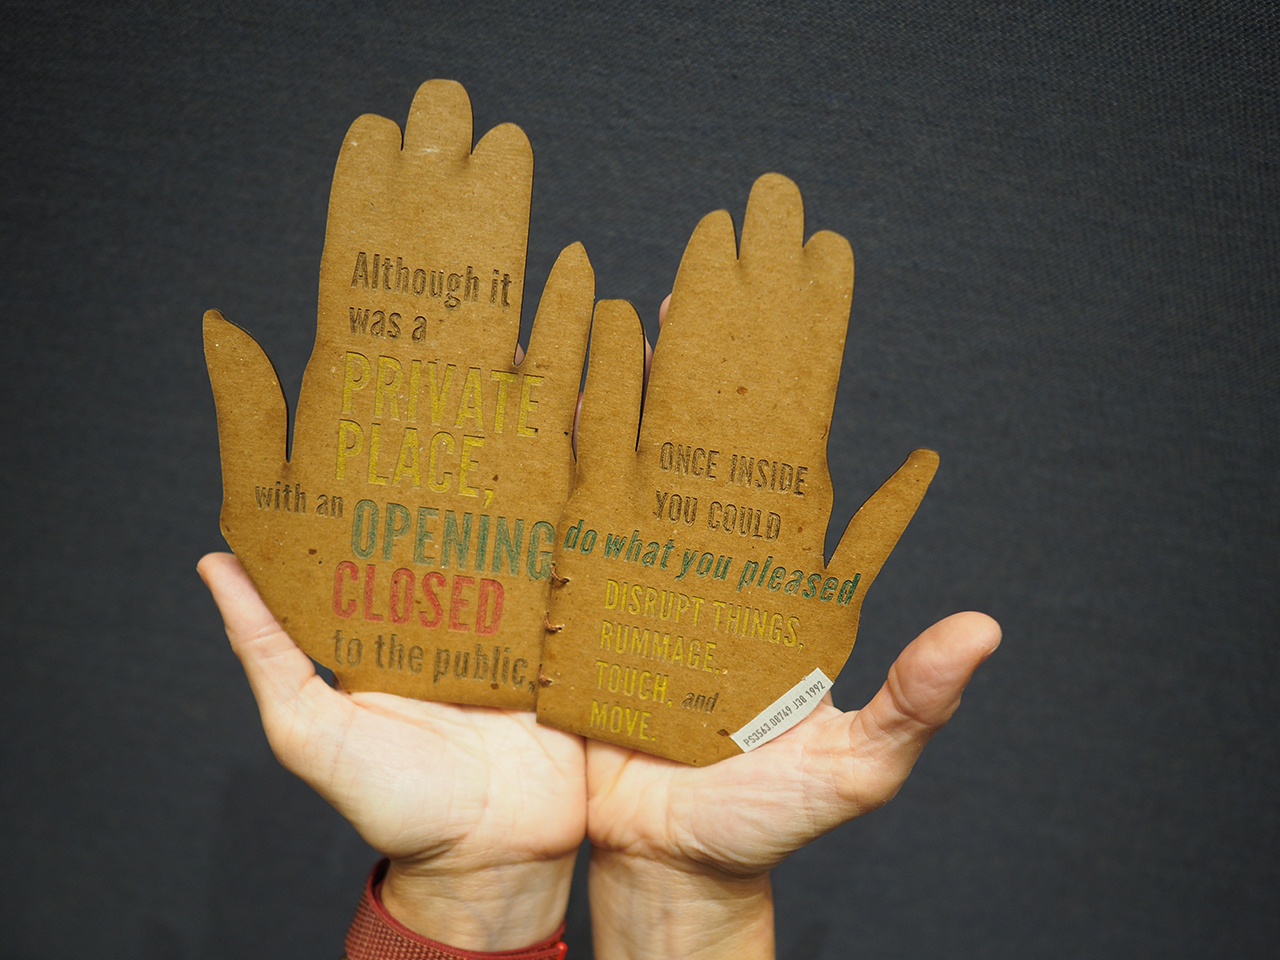 Although it
was a
PRIVATE
PLACE,
with an OPENING
CLOSED
to the public,
ONCE INSIDE
YOU COULD
do what you pleased
DISRUPT THINGS,
RUMMAGE,
TOUCH, and
MOVE.
PS3563.O8749 J38 1992